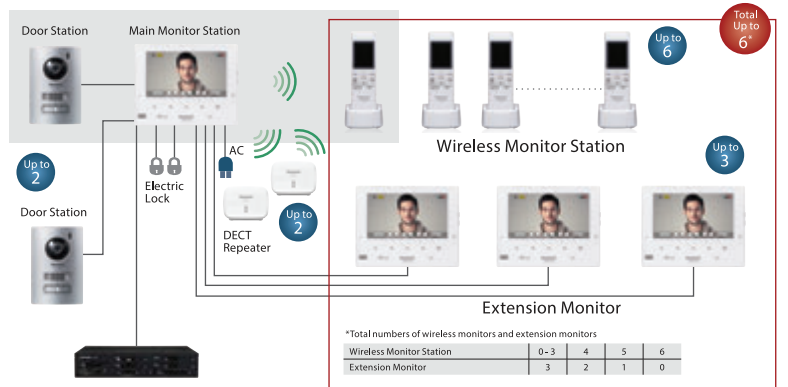 Door Station
Main Monitor Station
Total
Up to
6*
Up to
6
AC
Wireless Monitor Station
Up to
2
Electric
Lock
Up to
3
Door Station
DECT
Repeater
Up to
2
Extension Monitor
*Total numbers of wireless monitors and extension monitors
Wireless Monitor Station 0 - 3 4 5 6
Extension Monitor 3 2 1 0